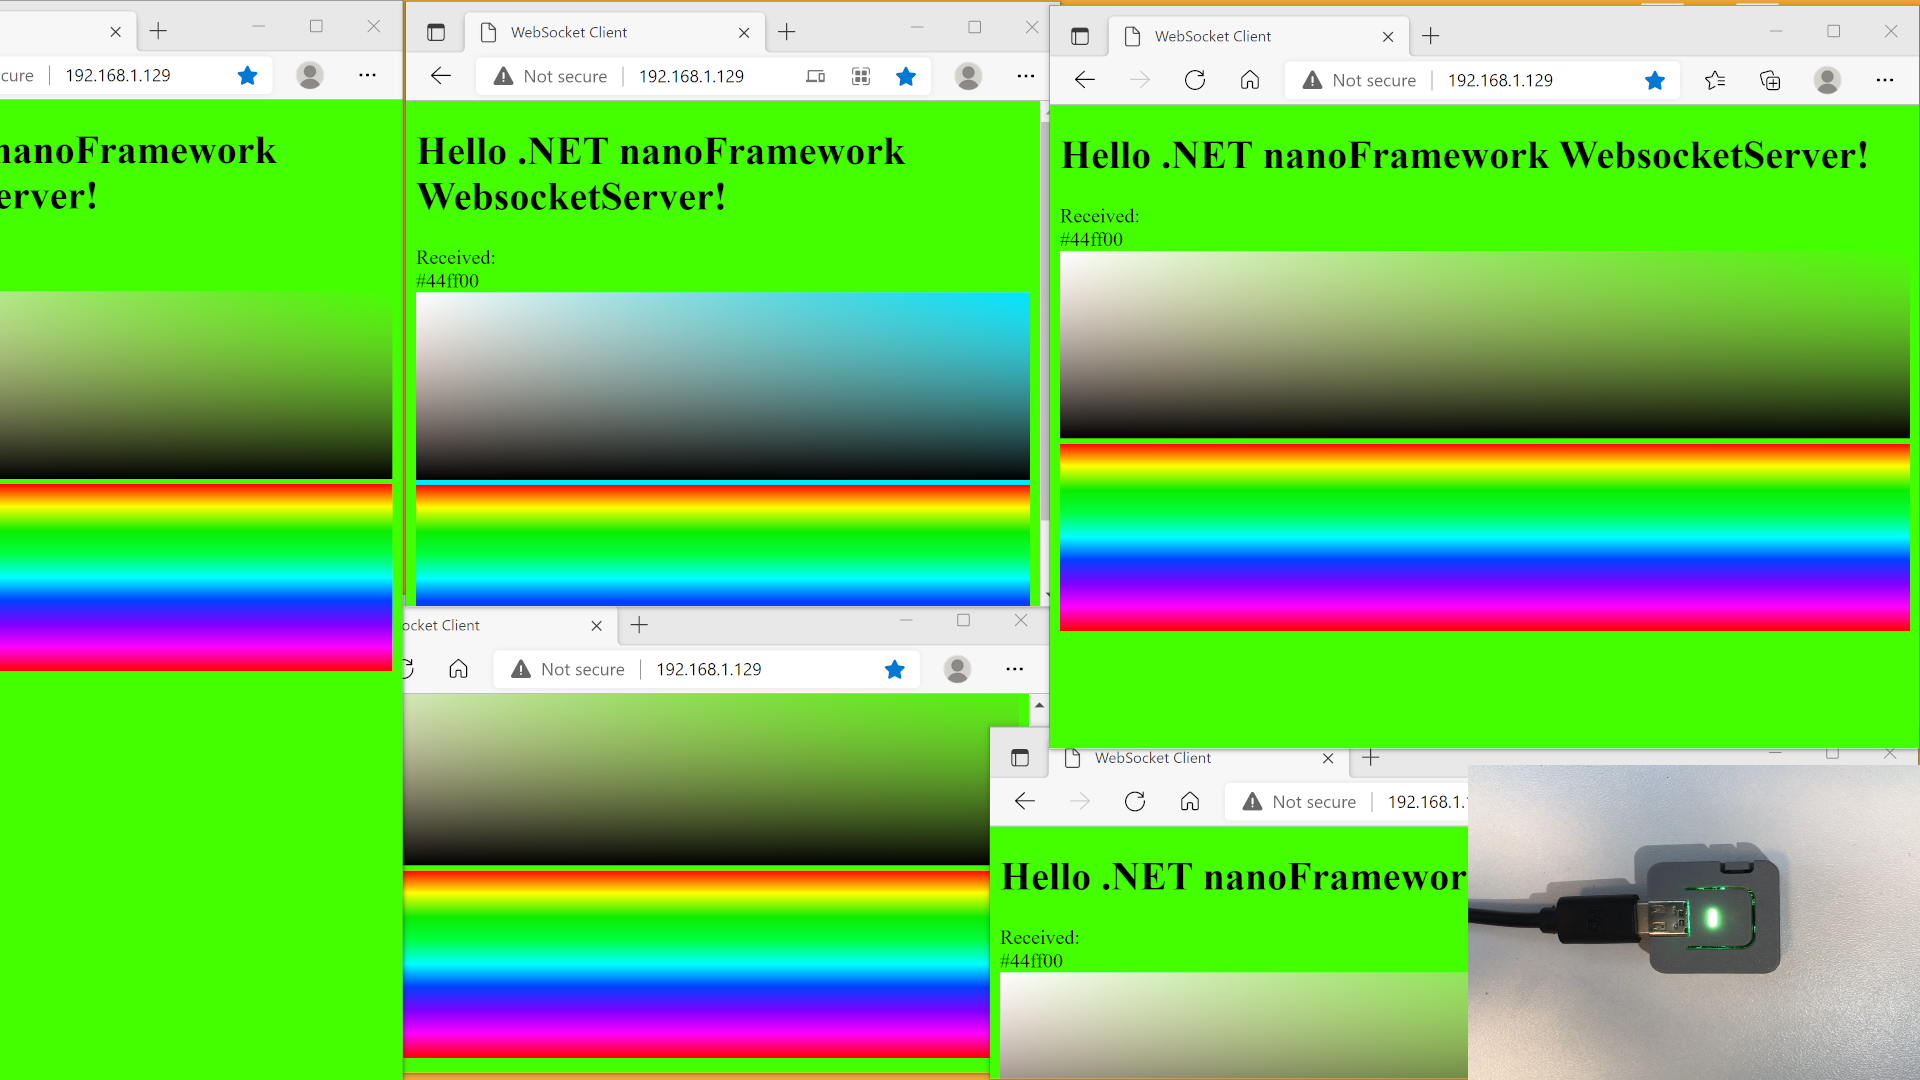 cure
192.168.1.129
nanoFramework
erver!
WebSocket Client
Not secure
192.168.1.129
Hello .NET nanoFramework
WebsocketServer!
Received:
#44ff00
WebSocket Client
Not secure
192.168.1.129
Hello .NET nanoFramework WebsocketServer!
Received:
#44ff00
ocket Client
Not secure
192.168.1.129
WebSocket Client
Not secure
192.168.1.
Hello .NET nanoFramewor
Received:
#44ff00